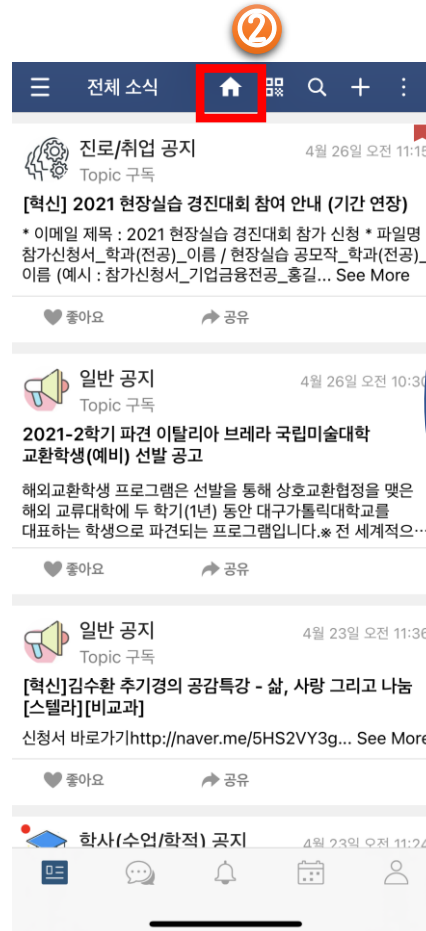 ②
전체 소식
진로/취업 공지
4월 26일 오전 11:15
Topic 구독
[혁신] 2021 현장실습 경진대회 참여 안내 (기간 연장)
* 이메일 제목 : 2021 현장실습 경진대회 참가 신청 * 파일명
참가신청서_학과(전공)_이름 / 현장실습 공모작_학과(전공)_
이름 (예시 : 참가신청서_기업금융전공_홍길... See More
좋아요
공유
일반 공지
4월 26일 오전 10:30
Topic 구독
2021-2학기 파견 이탈리아 브레라 국립미술대학
교환학생(예비) 선발 공고
해외교환학생 프로그램은 선발을 통해 상호교환협정을 맺은
해외 교류대학에 두 학기(1년) 동안 대구가톨릭대학교를
대표하는 학생으로 파견되는 프로그램입니다.※ 전 세계적으…
좋아요
공유
일반 공지
4월 23일 오전 11:36
Topic 구독
[혁신]김수환 추기경의 공감특강 - 삶, 사랑 그리고 나눔
[스텔라][비교과]
신청서 바로가기http://naver.me/5HS2VY3g... See More
좋아요
공유
학사(수업/학적) 공지
4월 23일 오전 11:24